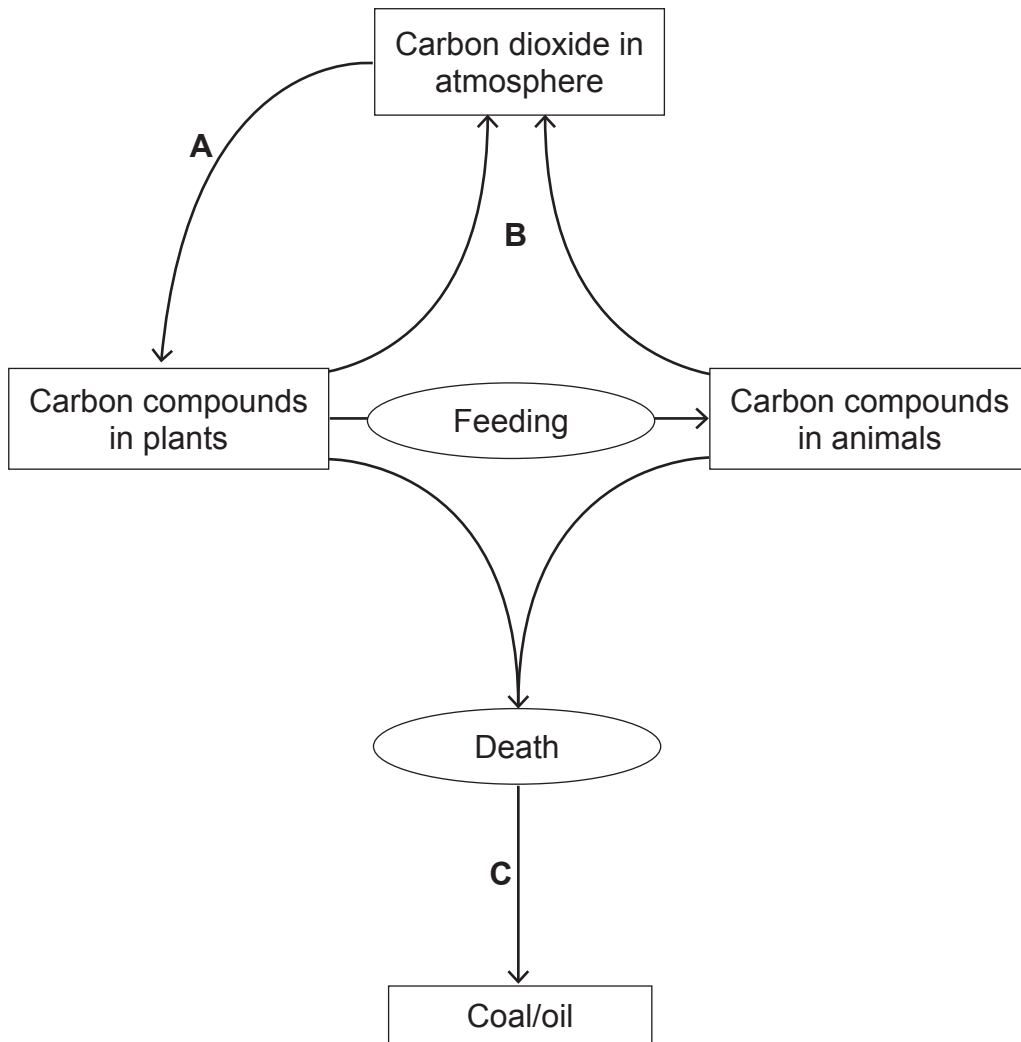 Carbon dioxide in
atmosphere
A
B
Carbon compounds
in plants
Feeding
Carbon compounds
in animals
Death
C
Coal/oil